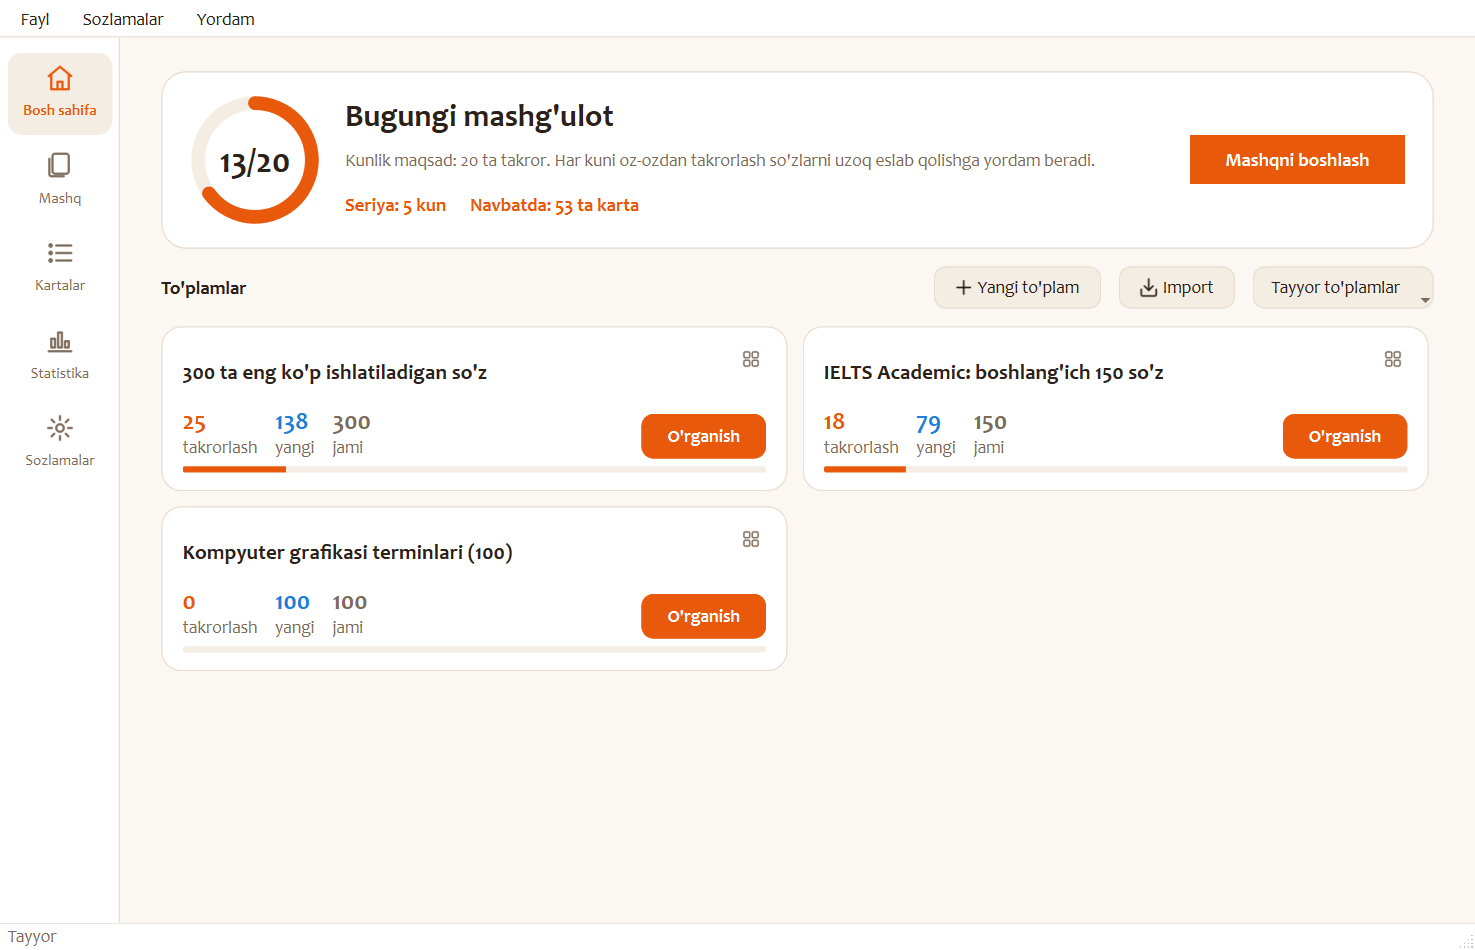 Fayl Sozlamalar Yordam
Bosh sahifa
Mashq
Kartalar
Statistika
Sozlamalar
13/20
Bugungi mashg'ulot
Kunlik maqsad: 20 ta takror. Har kuni oz-ozdan takrorlash so'zlarni uzoq eslab qolishga yordam beradi.
Seriya: 5 kun Navbatda: 53 ta karta
Mashqni boshlash
To'plamlar
Yangi to'plam
Import
Tayyor to'plamlar
300 ta eng ko'p ishlatiladigan so'z
25 138 300
takrorlash yangi jami
O'rganish
IELTS Academic: boshlang'ich 150 so'z
18 79 150
takrorlash yangi jami
O'rganish
Kompyuter grafikasi terminlari (100)
0 100 100
takrorlash yangi jami
O'rganish
Tayyor